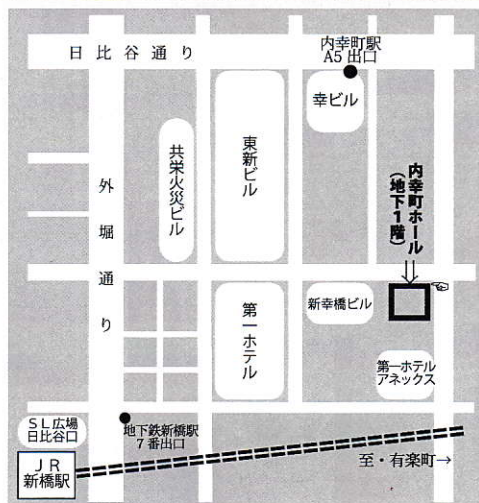 日比谷通り
内幸町駅
A5出口
幸ビル
共栄火災ビル
東新ビル
内幸町ホール
(地下1階)
外堀通り
第一ホテル
新幸橋ビル
第一ホテル
アネックス
SL広場
日比谷口
地下鉄新橋駅
7番出口
JR
新橋駅
至・有楽町→